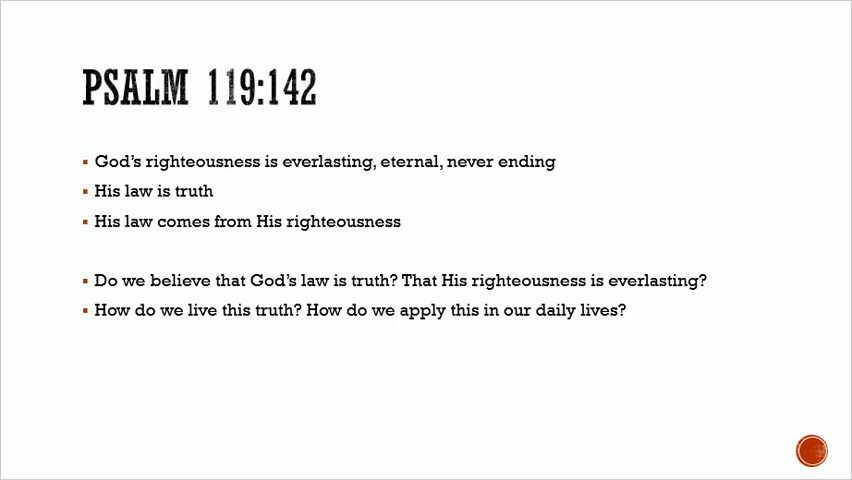 PSALM 119:142
▪ God's righteousness is everlasting, eternal, never ending
▪ His law is truth
▪ His law comes from His righteousness
▪ Do we believe that God's law is truth? That His righteousness is everlasting?
▪ How do we live this truth? How do we apply this in our daily lives?